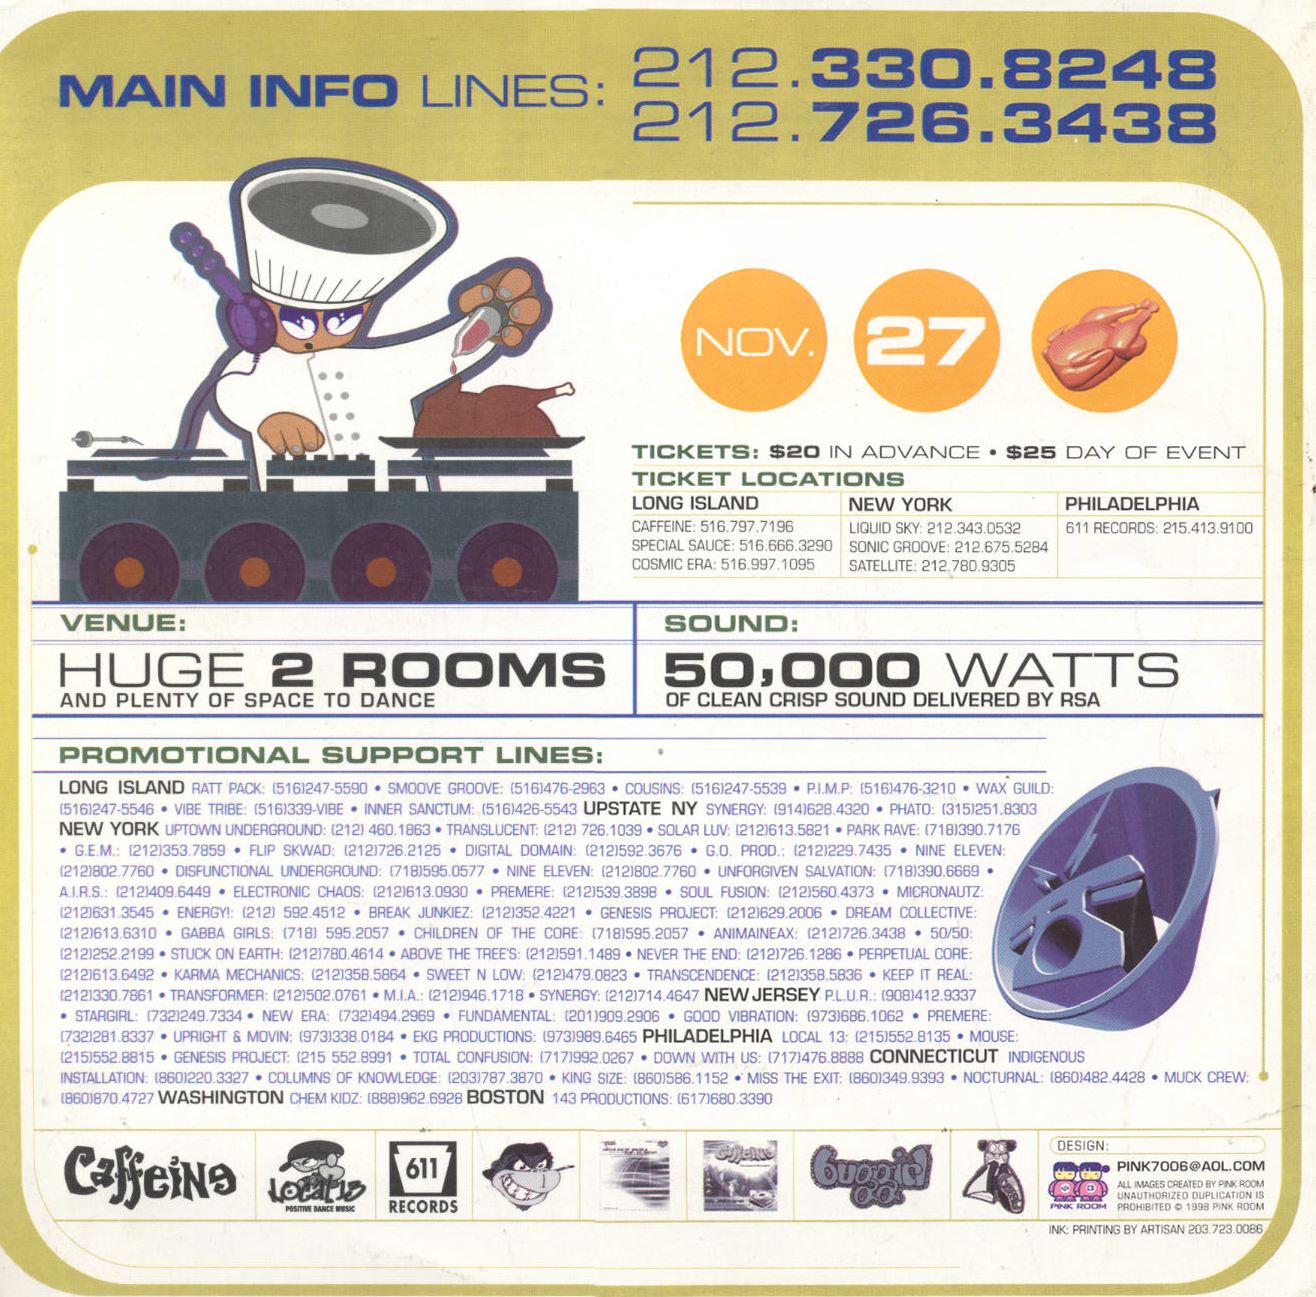 MAIN INFO LINES: 212.330.8248
212.726.3438
NOV. 27
TICKETS: $20 IN ADVANCE • $25 DAY OF EVENT
TICKET LOCATIONS
LONG ISLAND
CAFFEINE: 516.797.7196
SPECIAL SAUCE: 516.666.3290
COSMIC ERA: 516.997.1095
NEW YORK
LIQUID SKY: 212.343.0532
SONIC GROOVE: 212.675.5284
SATELLITE: 212.780.9305
PHILADELPHIA
611 RECORDS: 215.413.9100
VENUE:
HUGE 2 ROOMS
AND PLENTY OF SPACE TO DANCE
SOUND:
50,000 WATTS
OF CLEAN CRISP SOUND DELIVERED BY RSA
PROMOTIONAL SUPPORT LINES:
LONG ISLAND RATT PACK: (516)247-5590 • SMOOVE GROOVE: (516)476-2963 • COUSINS: (516)247-5539 • P.I.M.P: (516)476-3210 • WAX GUILD:
(516)247-5546 • VIBE TRIBE: (516)339-VIBE • INNER SANCTUM: (516)426-5543 UPSTATE NY SYNERGY: (914)628.4320 • PHATO: (315)251.8303
NEW YORK UPTOWN UNDERGROUND: (212) 460.1863 • TRANSLUCENT: (212) 726.1039 • SOLAR LUV: (212)613.5821 • PARK RAVE: (718)390.7176
• G.E.M.: (212)353.7859 • FLIP SKWAD: (212)726.2125 • DIGITAL DOMAIN: (212)592.3676 • G.O. PROD.: (212)229.7435 • NINE ELEVEN:
(212)802.7760 • DISFUNCTIONAL UNDERGROUND: (718)595.0577 • NINE ELEVEN: (212)802.7760 • UNFORGIVEN SALVATION: (718)390.6669 •
A.I.R.S.: (212)409.6449 • ELECTRONIC CHAOS: (212)613.0930 • PREMERE: (212)539.3898 • SOUL FUSION: (212)560.4373 • MICRONAUTZ:
(212)631.3545 • ENERGY!: (212) 592.4512 • BREAK JUNKIEZ: (212)352.4221 • GENESIS PROJECT: (212)629.2006 • DREAM COLLECTIVE:
(212)613.6310 • GABBA GIRLS: (718) 595.2057 • CHILDREN OF THE CORE: (718)595.2057 • ANIMAINEAX: (212)726.3438 • 50/50:
(212)252.2199 • STUCK ON EARTH: (212)780.4614 • ABOVE THE TREE'S: (212)591.1489 • NEVER THE END: (212)726.1286 • PERPETUAL CORE:
(212)613.6492 • KARMA MECHANICS: (212)358.5864 • SWEET N LOW: (212)479.0823 • TRANSCENDENCE: (212)358.5836 • KEEP IT REAL:
(212)330.7861 • TRANSFORMER: (212)502.0761 • M.I.A.: (212)946.1718 • SYNERGY: (212)714.4647 NEW JERSEY P.L.U.R.: (908)412.9337
• STARGIRL: (732)249.7334 • NEW ERA: (732)494.2969 • FUNDAMENTAL: (201)909.2906 • GOOD VIBRATION: (973)686.1062 • PREMERE:
(732)281.8337 • UPRIGHT & MOVIN: (973)338.0184 • EKG PRODUCTIONS: (973)989.6465 PHILADELPHIA LOCAL 13: (215)552.8135 • MOUSE:
(215)552.8815 • GENESIS PROJECT: (215 552.8991 • TOTAL CONFUSION: (717)992.0267 • DOWN WITH US: (717)476.8888 CONNECTICUT INDIGENOUS
INSTALLATION: (860)220.3327 • COLUMNS OF KNOWLEDGE: (203)787.3870 • KING SIZE: (860)586.1152 • MISS THE EXIT: (860)349.9393 • NOCTURNAL: (860)482.4428 • MUCK CREW:
(860)870.4727 WASHINGTON CHEM KIDZ: (888)962.6928 BOSTON 143 PRODUCTIONS: (617)680.3390
Caffeine
Local 13
POSITIVE DANCE MUSIC
611
RECORDS
Caffeine
buggirl
DESIGN:
PINK7006@AOL.COM
ALL IMAGES CREATED BY PINK ROOM
UNAUTHORIZED DUPLICATION IS
PROHIBITED © 1998 PINK ROOM
PINK ROOM
INK: PRINTING BY ARTISAN 203.723.0086